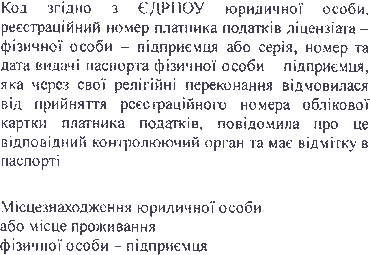 Код згідно з ЄДРПОУ юридичної особи,
реєстраційний номер платника податків ліцензіата –
фізичної особи – підприємця або серія, номер та
дата видачі паспорта фізичної особи – підприємця,
яка через свої релігійні переконання відмовилася
від прийняття реєстраційного номера облікової
картки платника податків, повідомила про це
відповідний контролюючий орган та має відмітку в
паспорті
Місцезнаходження юридичної особи
або місце проживання
фізичної особи – підприємця